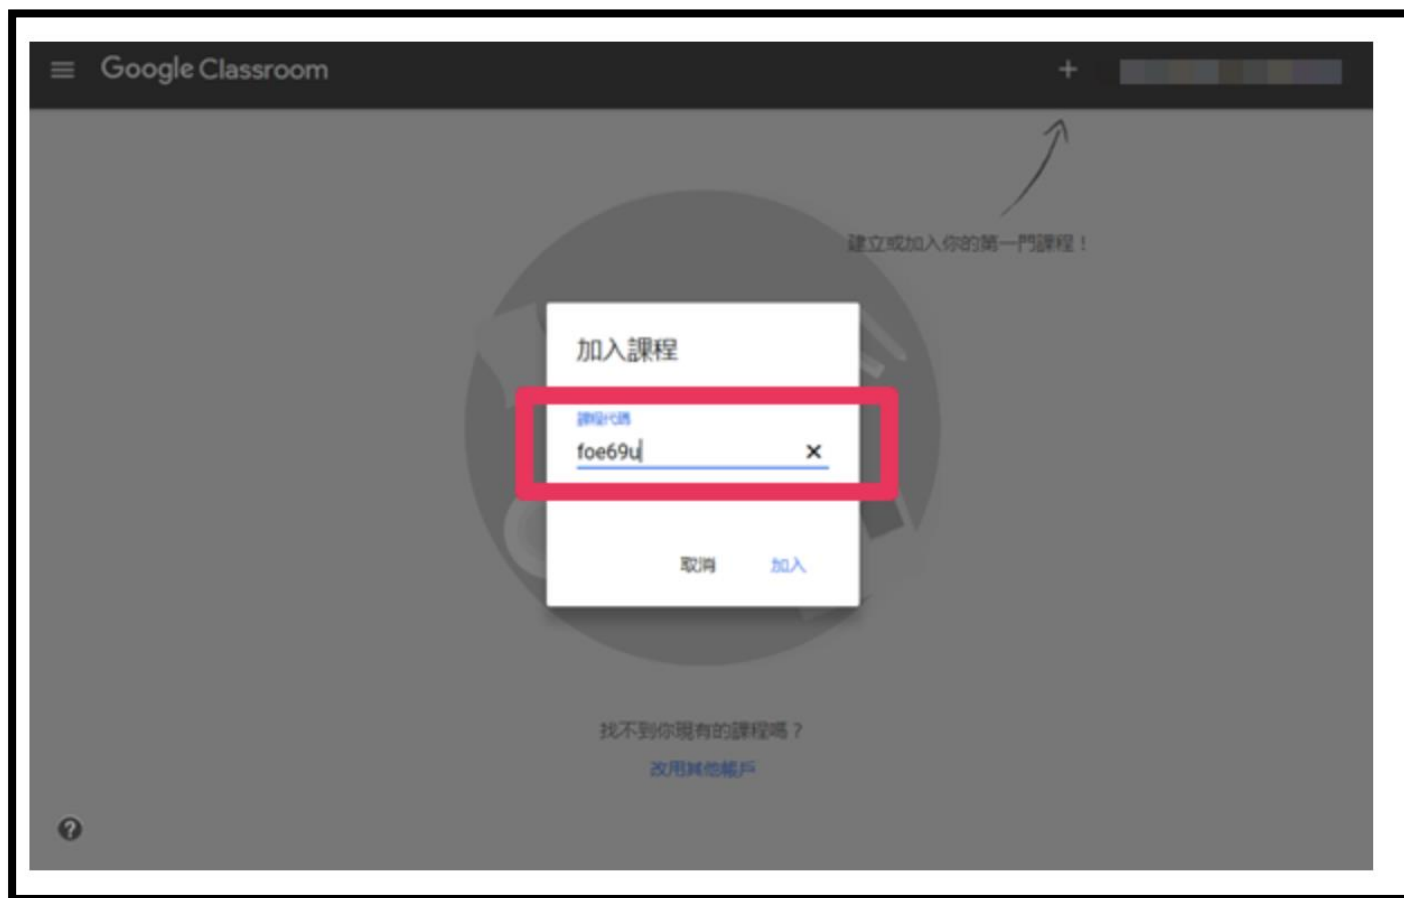 Google Classroom
建立或加入你的第一門課程！
加入課程
課程代碼
foe69u
取消
加入
找不到你現有的課程嗎？
改用其他帳戶